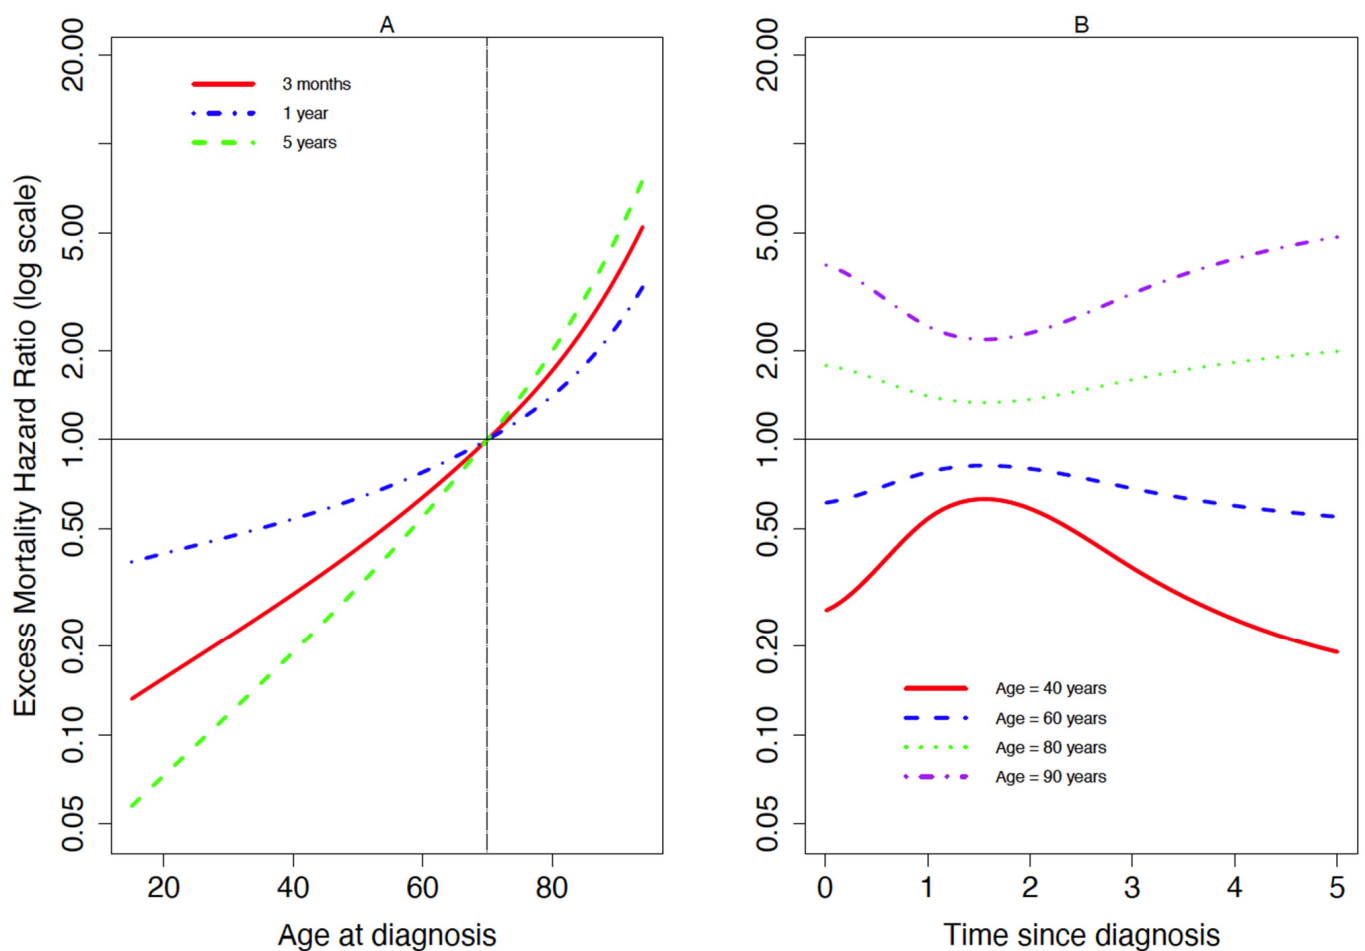 A
3 months
1 year
5 years
20.00
5.00
2.00
1.00
0.50
0.20
0.10
0.05
Excess Mortality Hazard Ratio (log scale)
20 40 60 80
Age at diagnosis
B
20.00
5.00
2.00
1.00
0.50
0.20
0.10
0.05
Age = 40 years
Age = 60 years
Age = 80 years
Age = 90 years
0 1 2 3 4 5
Time since diagnosis